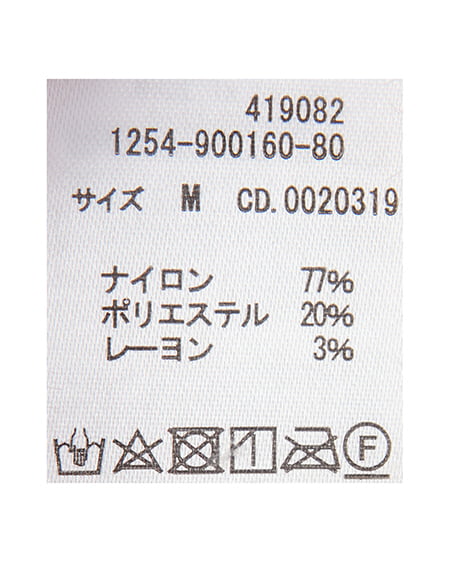 419082
1254-900160-80
サイズ M CD. 0020319
ナイロン 77%
ポリエステル 20%
レーヨン 3%
F